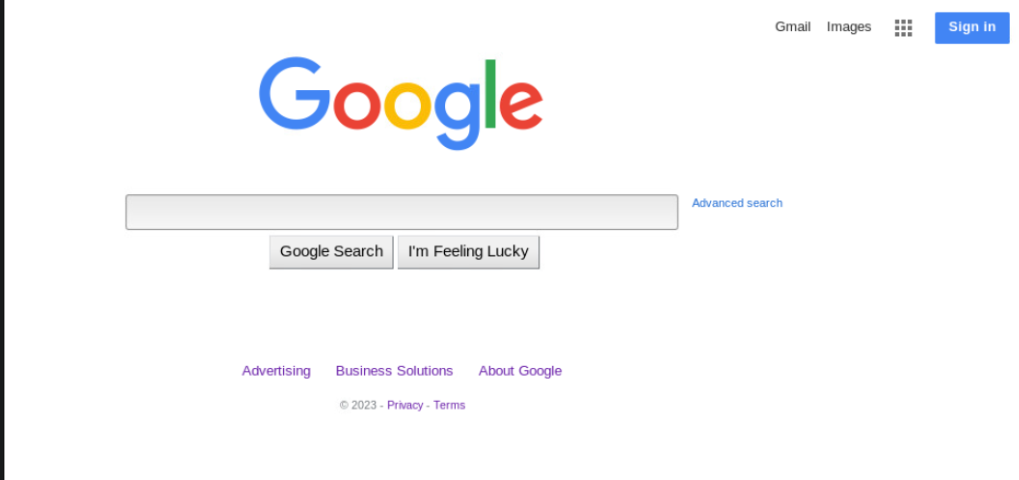 Gmail Images Sign in
Google
Advanced search
Google Search I'm Feeling Lucky
Advertising Business Solutions About Google
© 2023 - Privacy - Terms